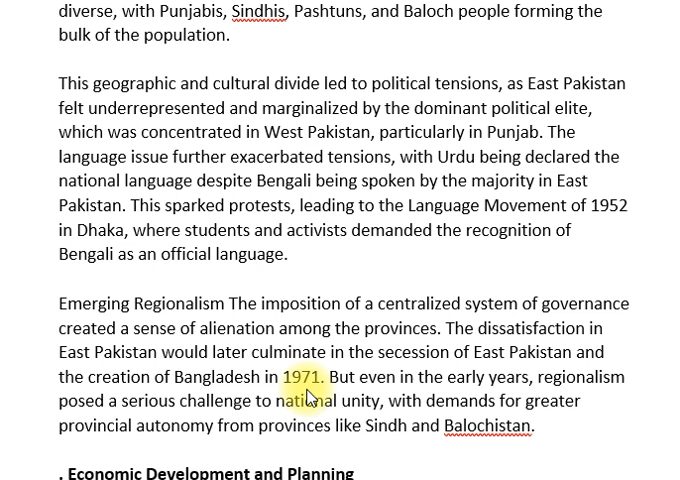 diverse, with Punjabis, Sindhis, Pashtuns, and Baloch people forming the
bulk of the population.
This geographic and cultural divide led to political tensions, as East Pakistan
felt underrepresented and marginalized by the dominant political elite,
which was concentrated in West Pakistan, particularly in Punjab. The
language issue further exacerbated tensions, with Urdu being declared the
national language despite Bengali being spoken by the majority in East
Pakistan. This sparked protests, leading to the Language Movement of 1952
in Dhaka, where students and activists demanded the recognition of
Bengali as an official language.
Emerging Regionalism The imposition of a centralized system of governance
created a sense of alienation among the provinces. The dissatisfaction in
East Pakistan would later culminate in the secession of East Pakistan and
the creation of Bangladesh in 1971. But even in the early years, regionalism
posed a serious challenge to national unity, with demands for greater
provincial autonomy from provinces like Sindh and Balochistan.
. Economic Development and Planning